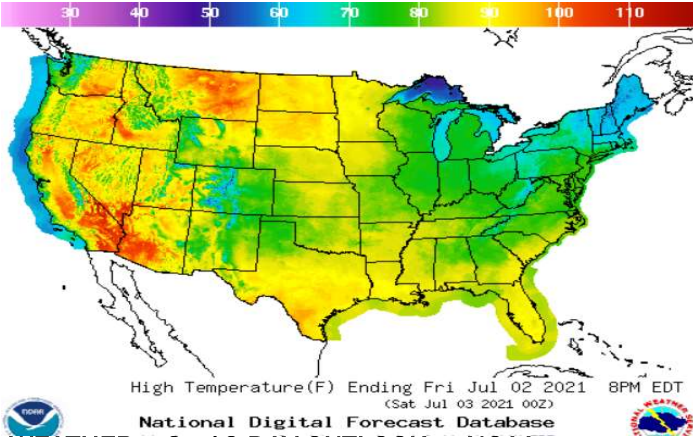 30 40 50 60 70 80 90 100 110
High Temperature(F) Ending Fri Jul 02 2021 8PM EDT
(Sat Jul 03 2021 00Z)
National Digital Forecast Database
NOAA